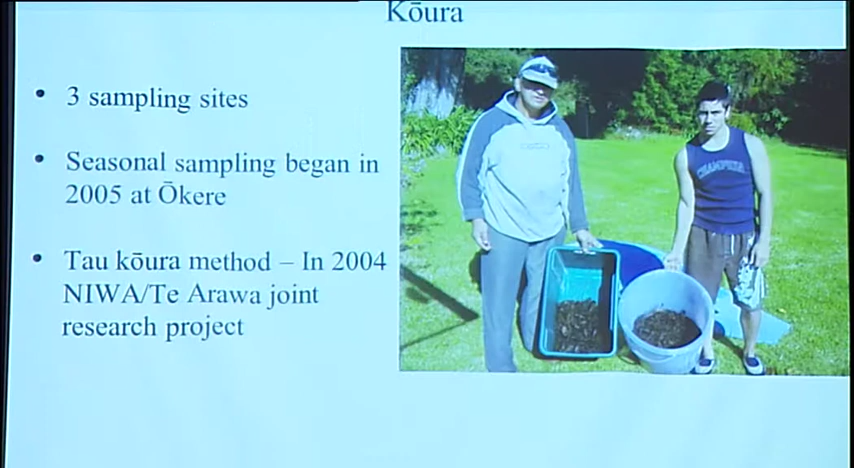 Kōura
• 3 sampling sites
• Seasonal sampling began in
2005 at Ōkere
• Tau kōura method – In 2004
NIWA/Te Arawa joint
research project
CHAMPION